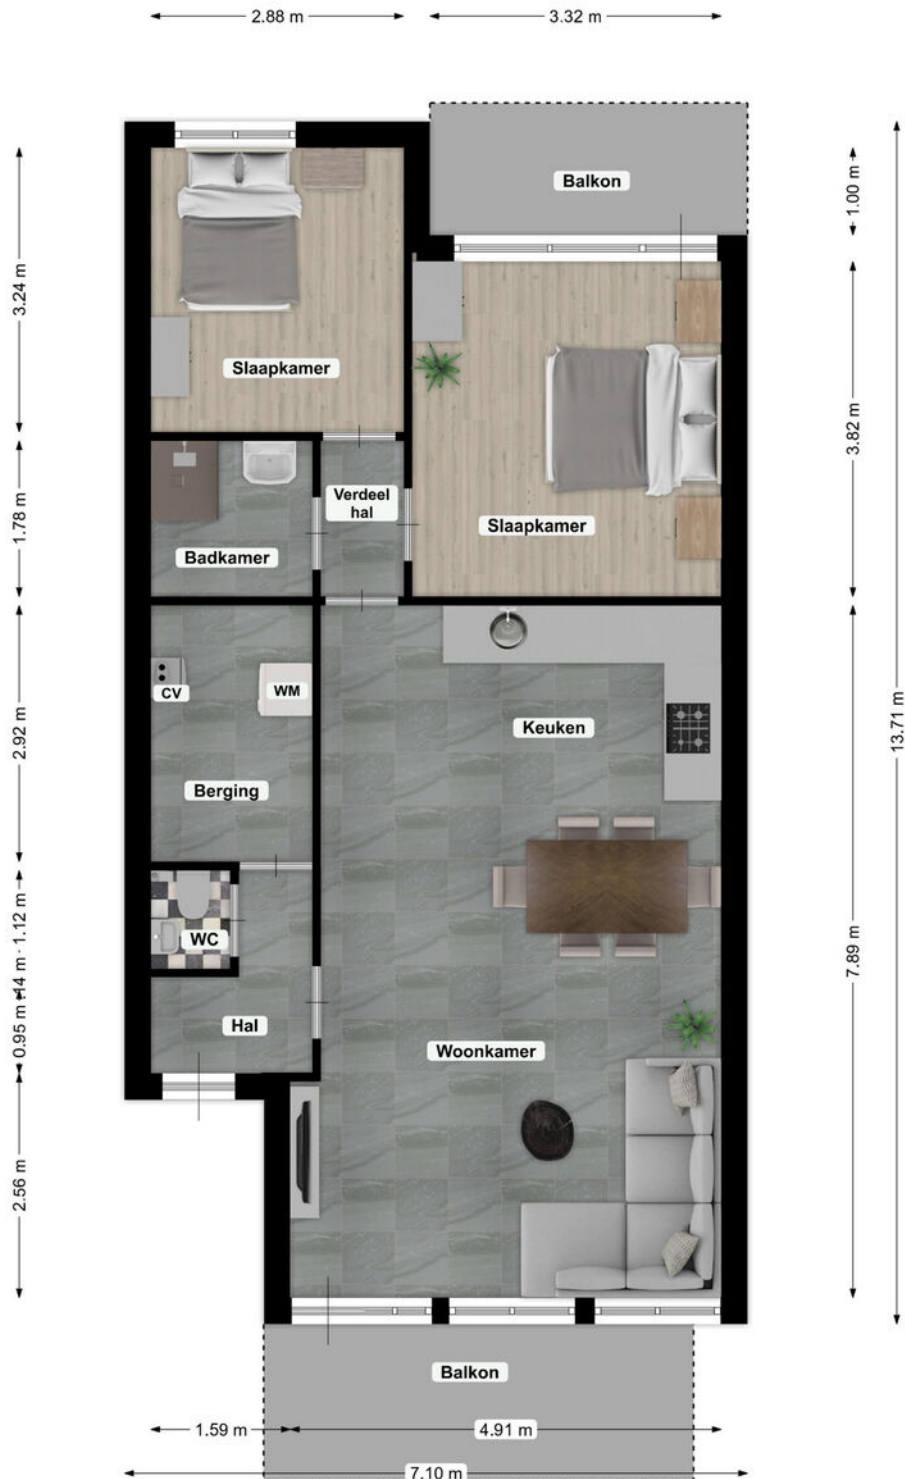 2.88 m
3.32 m
Balkon
1.00 m
3.24 m
Slaapkamer
13.71 m
3.82 m
Verdeel
hal
Slaapkamer
1.78 m
Badkamer
CV
WM
Keuken
2.92 m
Berging
WC
1.12 m
7.89 m
0.95 m
Hal
Woonkamer
2.56 m
Balkon
1.59 m
4.91 m
7.10 m